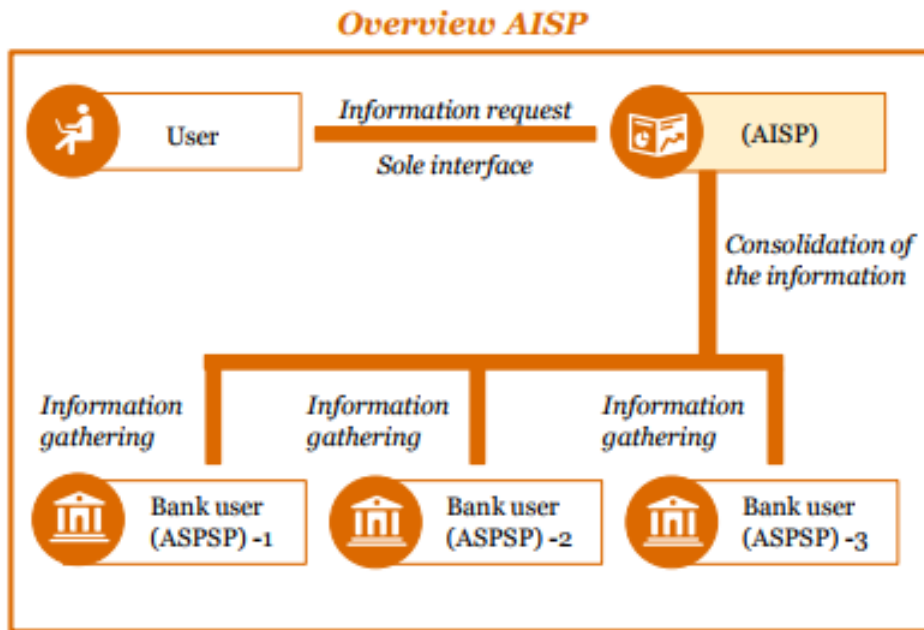 Overview AISP
User
Information request
Sole interface
(AISP)
Consolidation of
the information
Information
gathering
Information
gathering
Information
gathering
Bank user
(ASPSP) -1
Bank user
(ASPSP) -2
Bank user
(ASPSP) -3